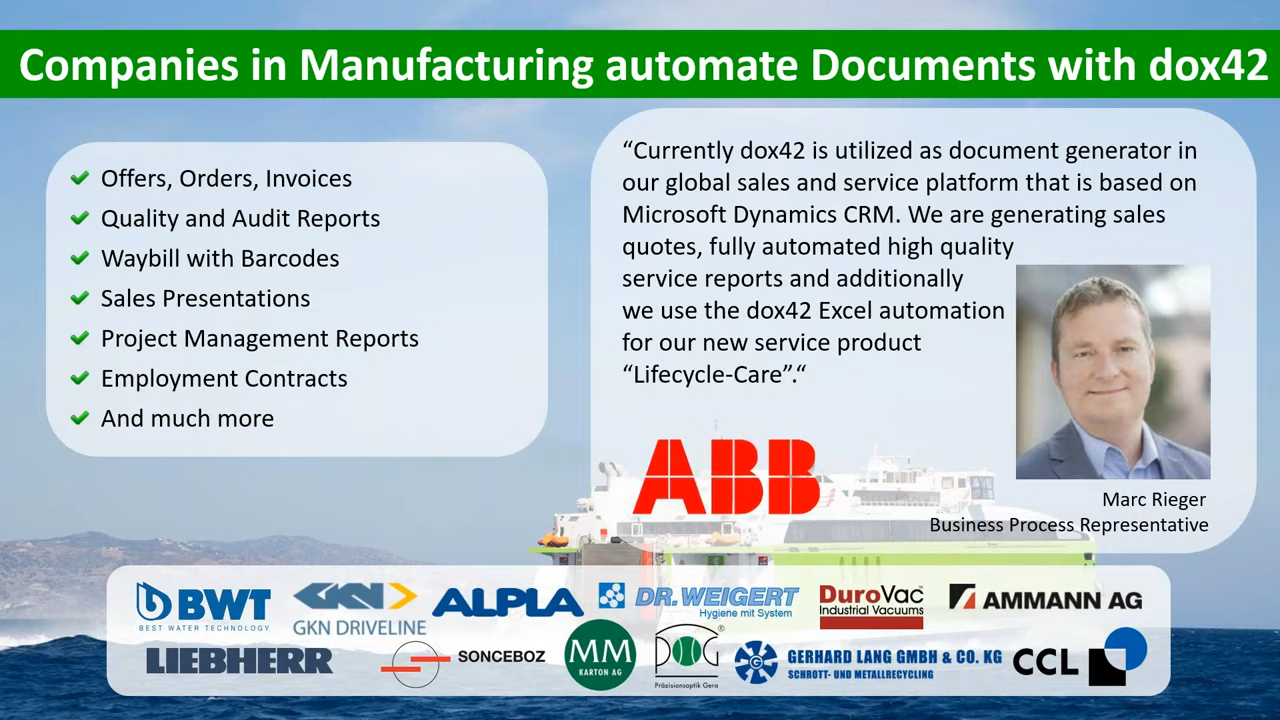 Companies in Manufacturing automate Documents with dox42
Offers, Orders, Invoices
Quality and Audit Reports
Waybill with Barcodes
Sales Presentations
Project Management Reports
Employment Contracts
And much more
“Currently dox42 is utilized as document generator in
our global sales and service platform that is based on
Microsoft Dynamics CRM. We are generating sales
quotes, fully automated high quality
service reports and additionally
we use the dox42 Excel automation
for our new service product
“Lifecycle-Care”.“
ABB
Marc Rieger
Business Process Representative
BWT
BEST WATER TECHNOLOGY
GKN
GKN DRIVELINE
ALPLA
DR.WEIGERT
Hygiene mit System
DuroVac™
Industrial Vacuums
AMMANN AG
LIEBHERR
SONCEBOZ
MM
KARTON AG
POG®
Präzisionsoptik Gera
GERHARD LANG GMBH & CO. KG
SCHROTT- UND METALLRECYCLING
CCL